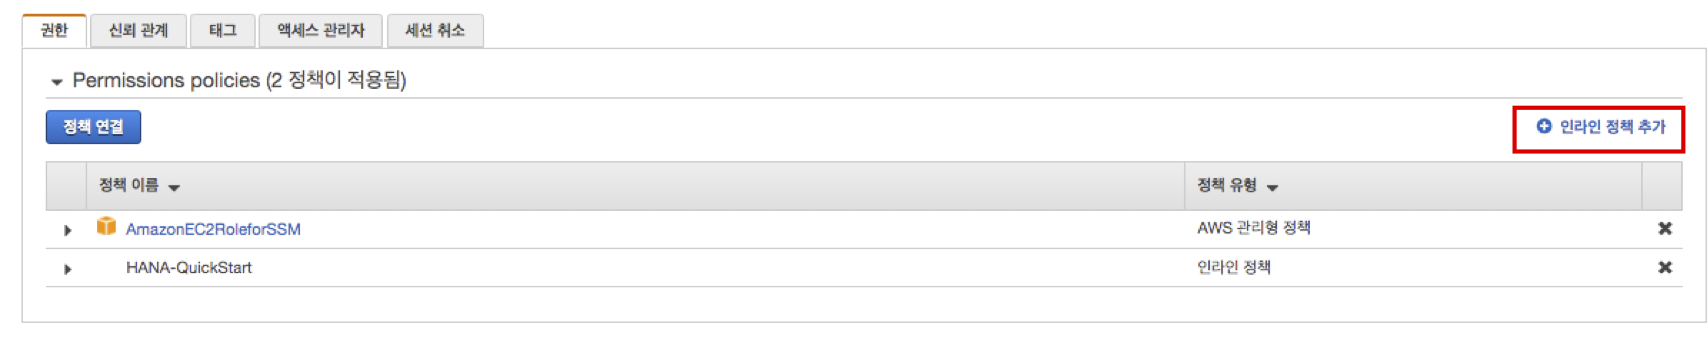 권한 신뢰 관계 태그 액세스 관리자 세션 취소
Permissions policies (2 정책이 적용됨)
정책 연결 인라인 정책 추가
정책 이름 정책 유형
AmazonEC2RoleforSSM AWS 관리형 정책
HANA-QuickStart 인라인 정책